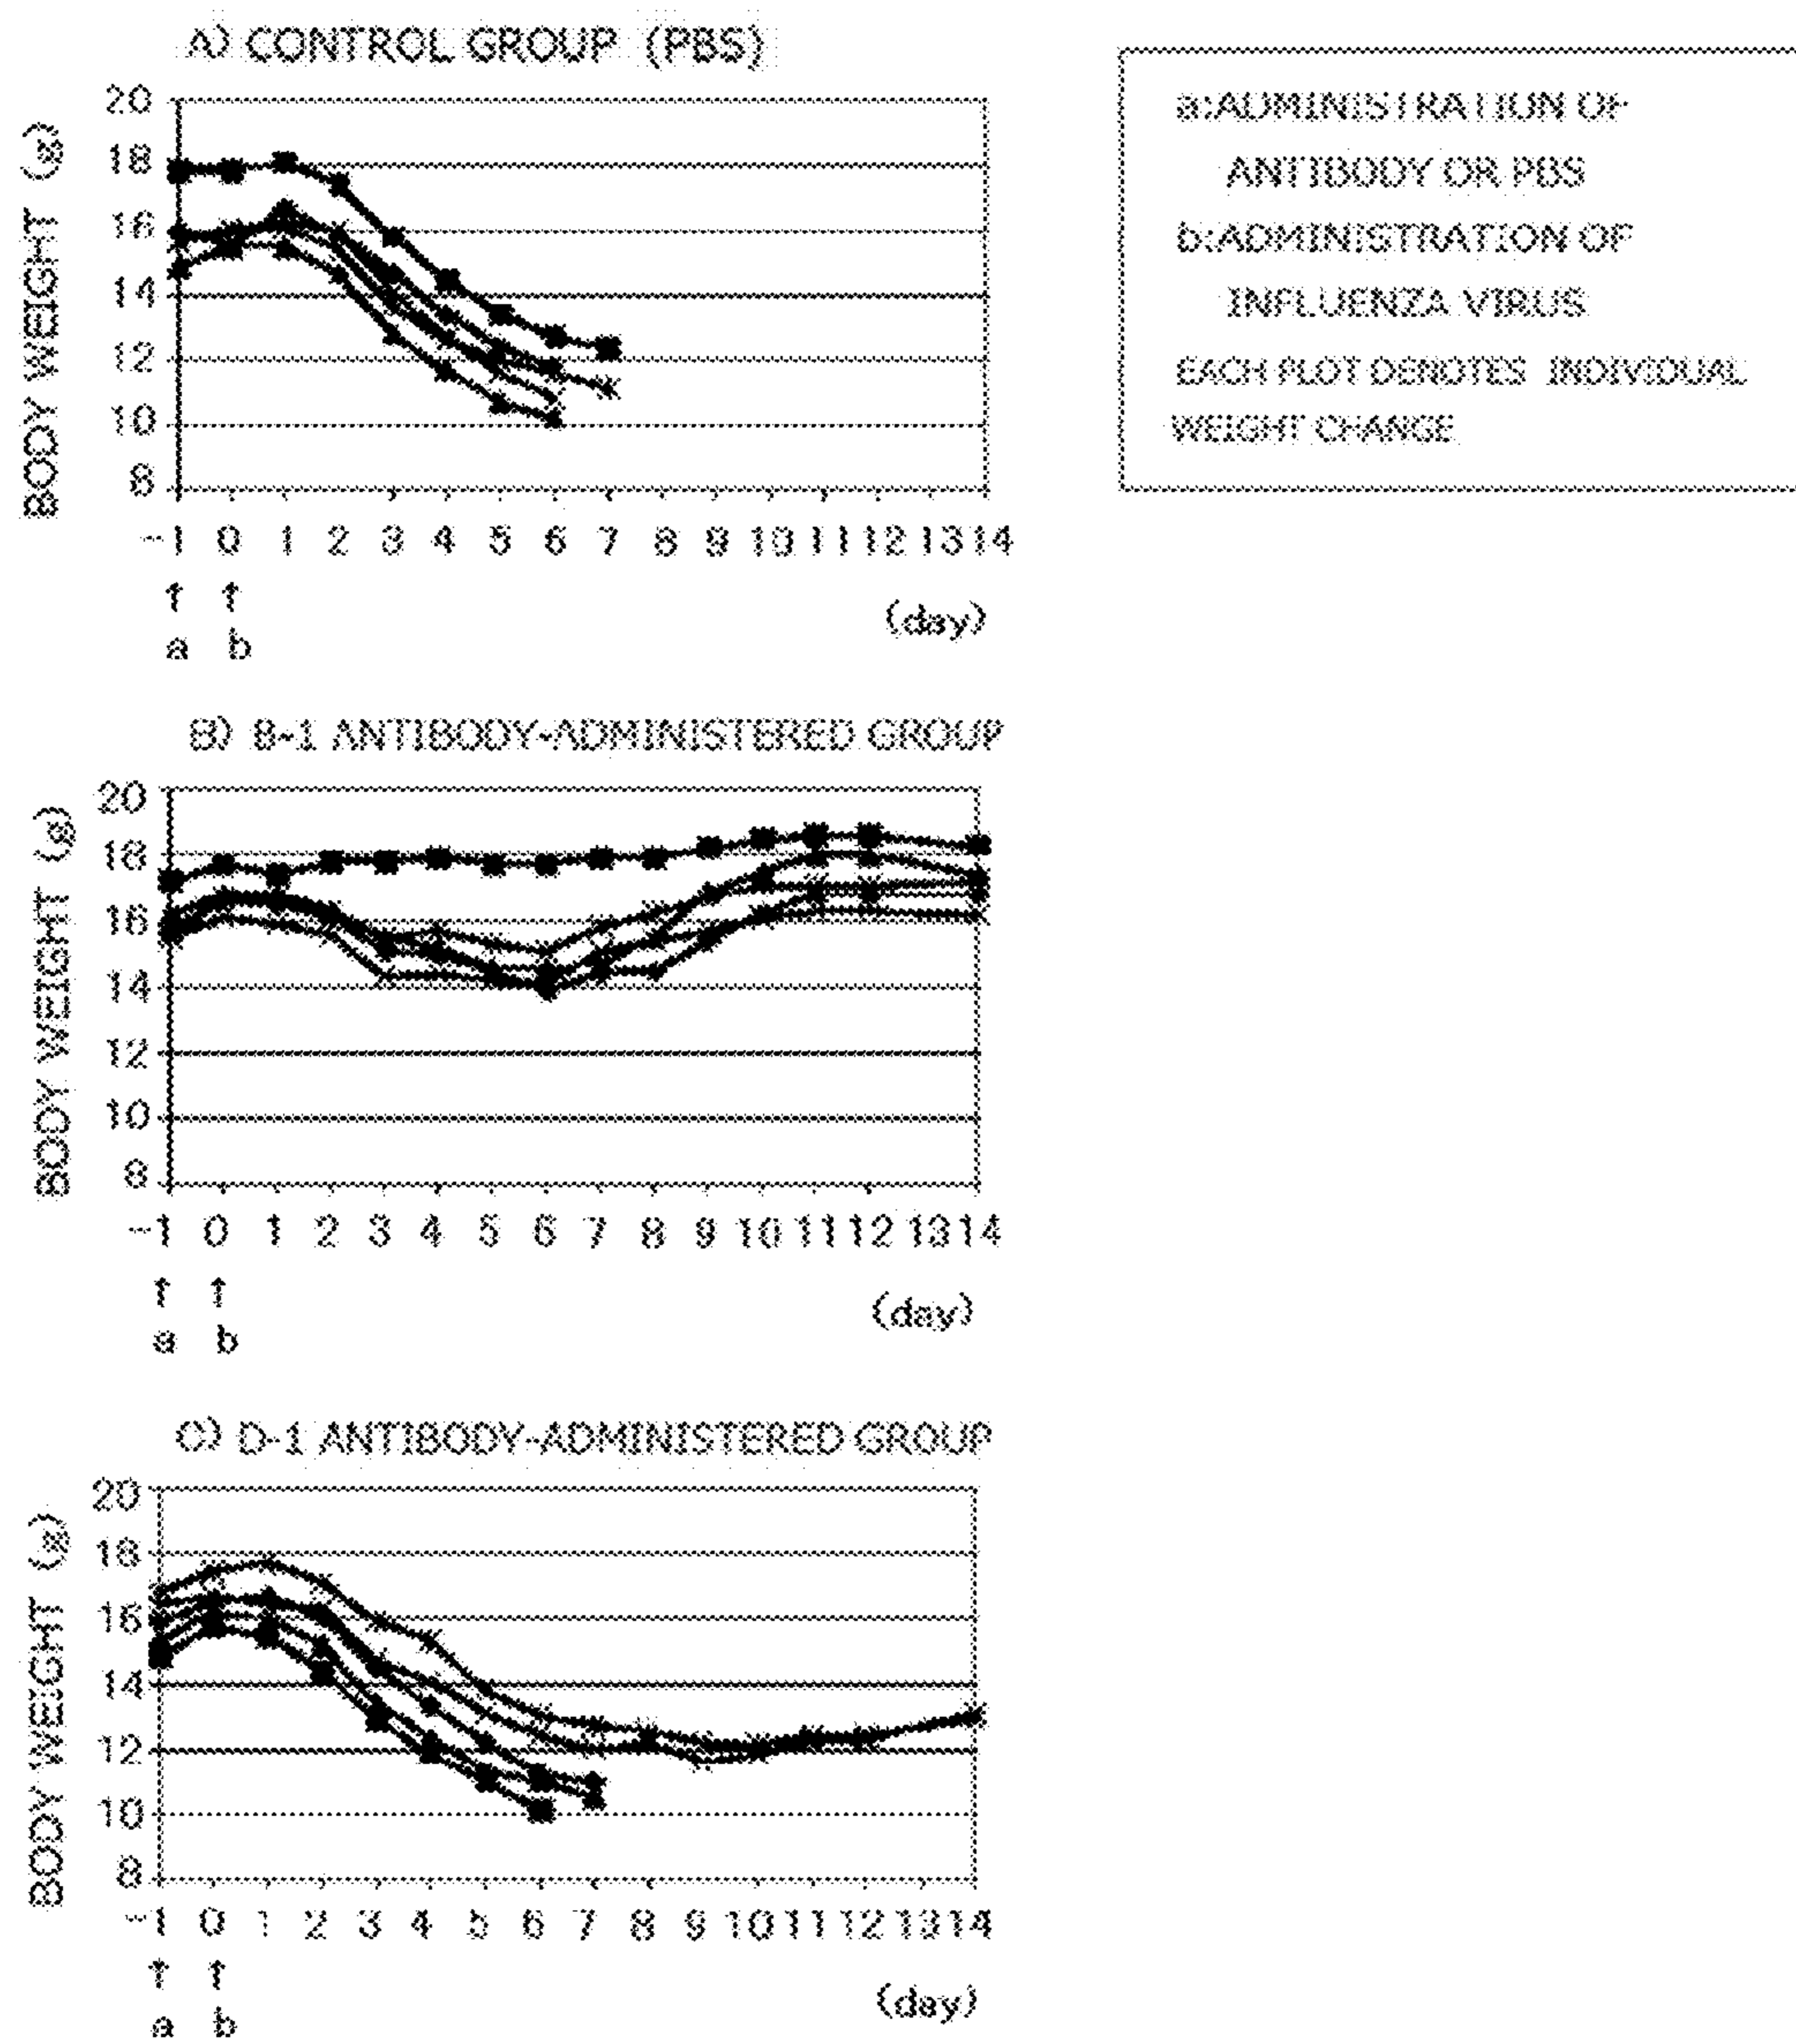 A) CONTROL GROUP (PBS)
BODY WEIGHT (g)
20
18
16
14
12
10
8
-1 0 1 2 3 4 5 6 7 8 9 10 11 12 13 14
↑ ↑
a b
(day)
a:ADMINISTRATION OF
ANTIBODY OR PBS
b:ADMINISTRATION OF
INFLUENZA VIRUS
EACH PLOT DENOTES INDIVIDUAL
WEIGHT CHANGE
B) B-1 ANTIBODY-ADMINISTERED GROUP
BODY WEIGHT (g)
20
18
16
14
12
10
8
-1 0 1 2 3 4 5 6 7 8 9 10 11 12 13 14
↑ ↑
a b
(day)
C) D-1 ANTIBODY-ADMINISTERED GROUP
BODY WEIGHT (g)
20
18
16
14
12
10
8
-1 0 1 2 3 4 5 6 7 8 9 10 11 12 13 14
↑ ↑
a b
(day)